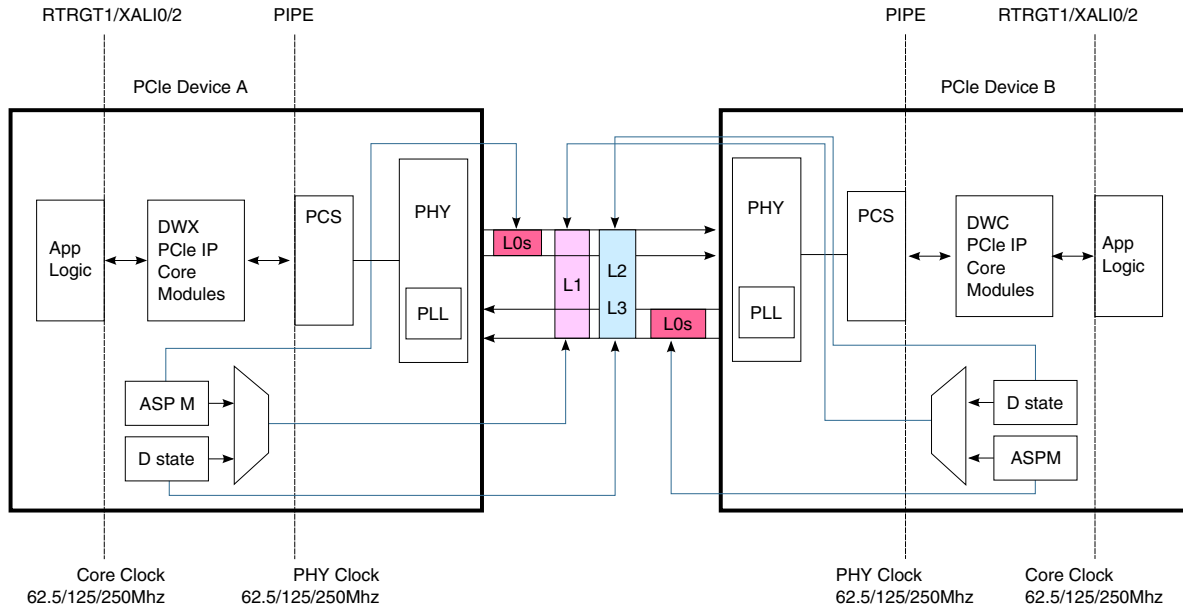 RTRGT1/XALI0/2
PIPE
PIPE
RTRGT1/XALI0/2
PCIe Device A
PCIe Device B
App
Logic
DWX
PCIe IP
Core
Modules
PCS
PHY
PLL
L0s
L1
L2
L3
L0s
PHY
PLL
PCS
DWC
PCIe IP
Core
Modules
App
Logic
ASP M
D state
D state
ASPM
Core Clock
62.5/125/250Mhz
PHY Clock
62.5/125/250Mhz
PHY Clock
62.5/125/250Mhz
Core Clock
62.5/125/250Mhz